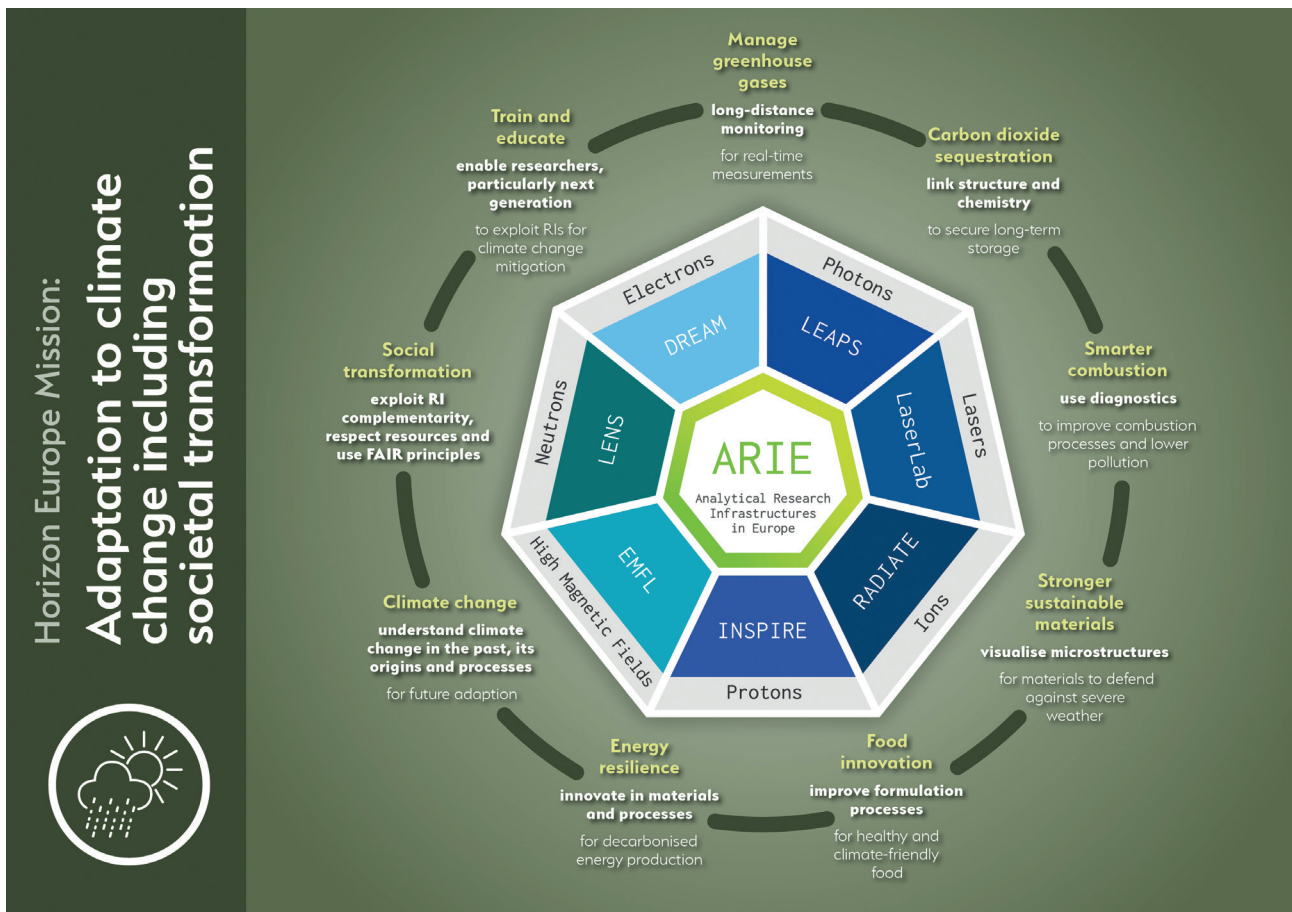 Horizon Europe Mission:
Adaptation to climate
change including
societal transformation
Manage
greenhouse
gases
long-distance
monitoring
for real-time
measurements
Carbon dioxide
sequestration
link structure and
chemistry
to secure long-term
storage
Smarter
combustion
use diagnostics
to improve combustion
processes and lower
pollution
Stronger
sustainable
materials
visualise microstructures
for materials to defend
against severe
weather
Food
innovation
improve formulation
processes
for healthy and
climate-friendly
food
Energy
resilience
innovate in materials
and processes
for decarbonised
energy production
Climate change
understand climate
change in the past, its
origins and processes
for future adaption
Social
transformation
exploit RI
complementarity,
respect resources and
use FAIR principles
Train and
educate
enable researchers,
particularly next
generation
to exploit RIs for
climate change
mitigation
Electrons
DREAM
Photons
LEAPS
Lasers
LaserLab
Ions
RADIATE
Protons
INSPIRE
High Magnetic Fields
EMFL
Neutrons
LENS
ARIE
Analytical Research
Infrastructures
in Europe